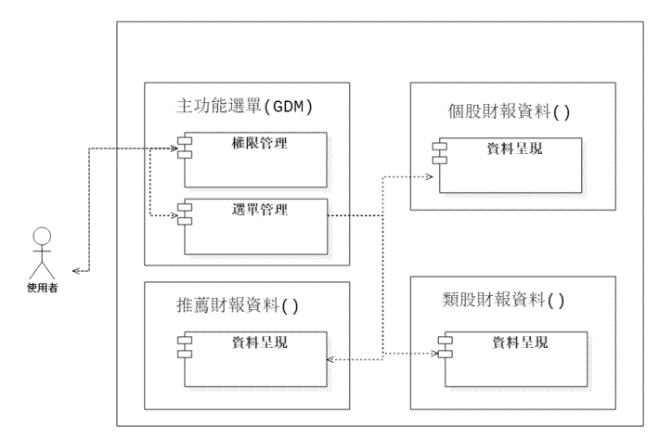 主功能選單(GDM)
權限管理
選單管理
個股財報資料()
資料呈現
使用者
推薦財報資料()
資料呈現
類股財報資料()
資料呈現